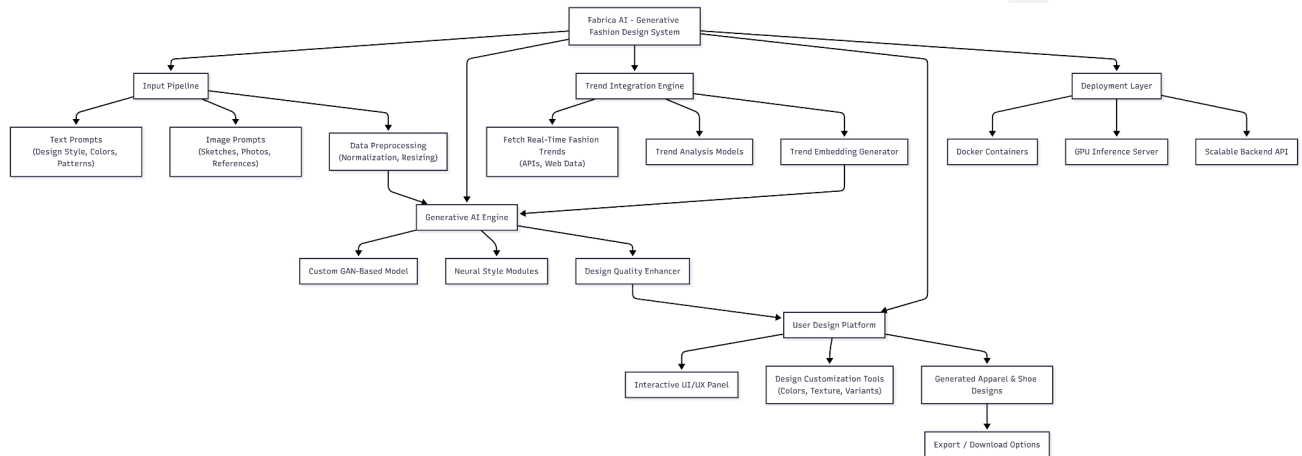 Fabrica AI - Generative
Fashion Design System
Input Pipeline
Trend Integration Engine
Deployment Layer
Text Prompts
(Design Style, Colors,
Patterns)
Image Prompts
(Sketches, Photos,
References)
Data Preprocessing
(Normalization, Resizing)
Fetch Real-Time Fashion
Trends
(APIs, Web Data)
Trend Analysis Models
Trend Embedding Generator
Docker Containers
GPU Inference Server
Scalable Backend API
Generative AI Engine
Custom GAN-Based Model
Neural Style Modules
Design Quality Enhancer
User Design Platform
Interactive UI/UX Panel
Design Customization Tools
(Colors, Texture, Variants)
Generated Apparel & Shoe
Designs
Export / Download Options